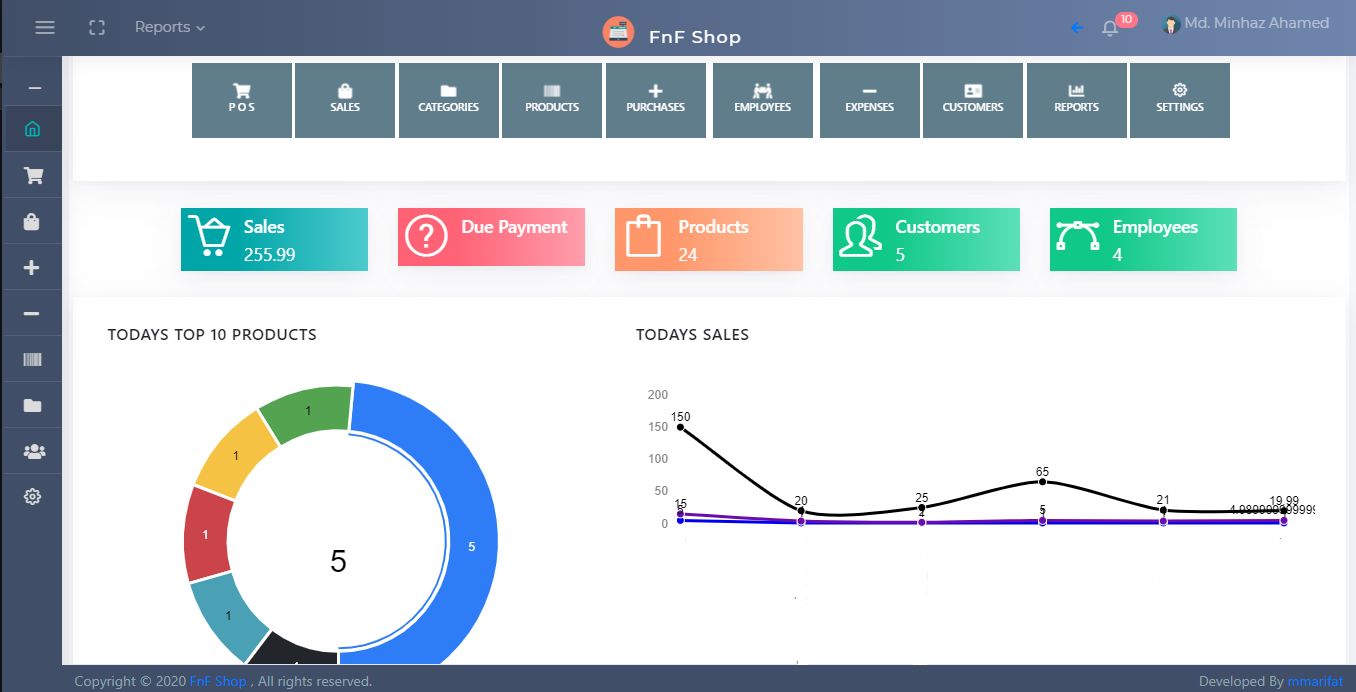 Reports
FnF Shop
10
Md. Minhaz Ahamed
P O S
SALES
CATEGORIES
PRODUCTS
PURCHASES
EMPLOYEES
EXPENSES
CUSTOMERS
REPORTS
SETTINGS
Sales
255.99
?
Due Payment
Products
24
Customers
5
Employees
4
TODAYS TOP 10 PRODUCTS
1
1
1
1
5
5
TODAYS SALES
200
150
100
50
0
150
15
20
25
4
65
5
21
19.99
Copyright © 2020 FnF Shop , All rights reserved.
Developed By mmarifat